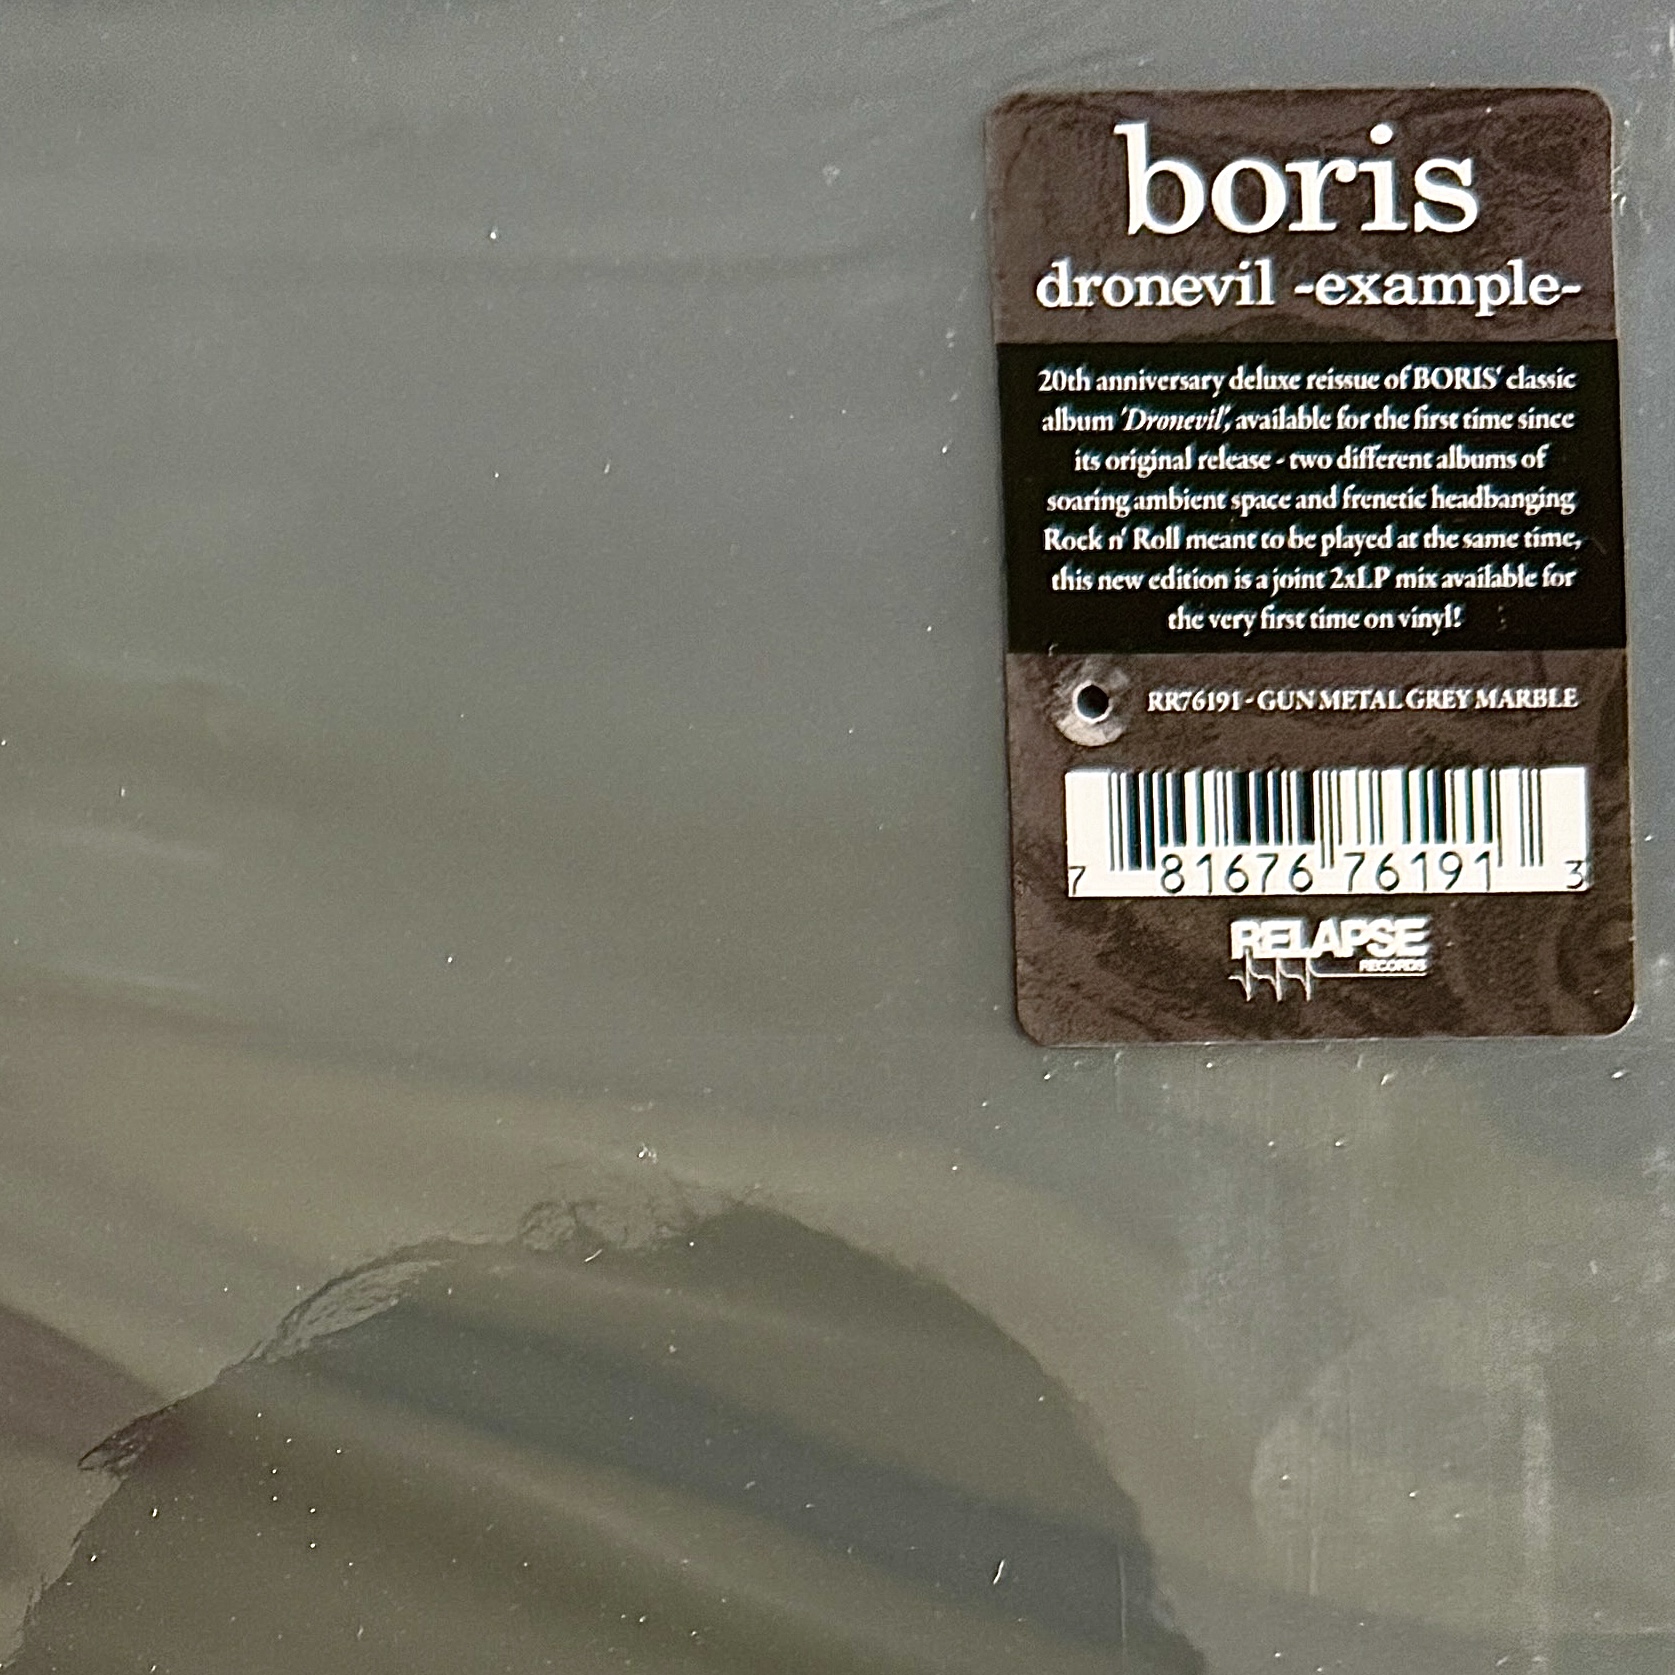 boris
dronevil -example-
20th anniversary deluxe reissue of BORIS' classic
album 'Dronevil', available for the first time since
its original release - two different albums of
soaring ambient space and frenetic headbanging
Rock n' Roll meant to be played at the same time,
this new edition is a joint 2xLP mix available for
the very first time on vinyl!
RR76191 - GUN METAL GREY MARBLE
7 81676 76191 3
RELAPSE
RECORDS